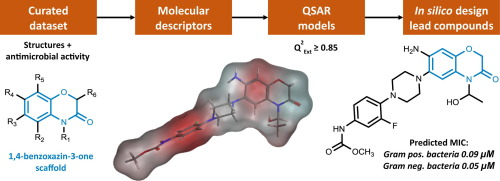 Curated dataset
Molecular descriptors
QSAR models
In silico design lead compounds
Structures + antimicrobial activity
Q²Ext ≥ 0.85
R5
R4
R6
R3
R2
R1
O
N
O
1,4-benzoxazin-3-one scaffold
H2N
O
N
O
N
N
HO
F
HN
O
OCH3
Predicted MIC:
Gram pos. bacteria 0.09 µM
Gram neg. bacteria 0.05 µM